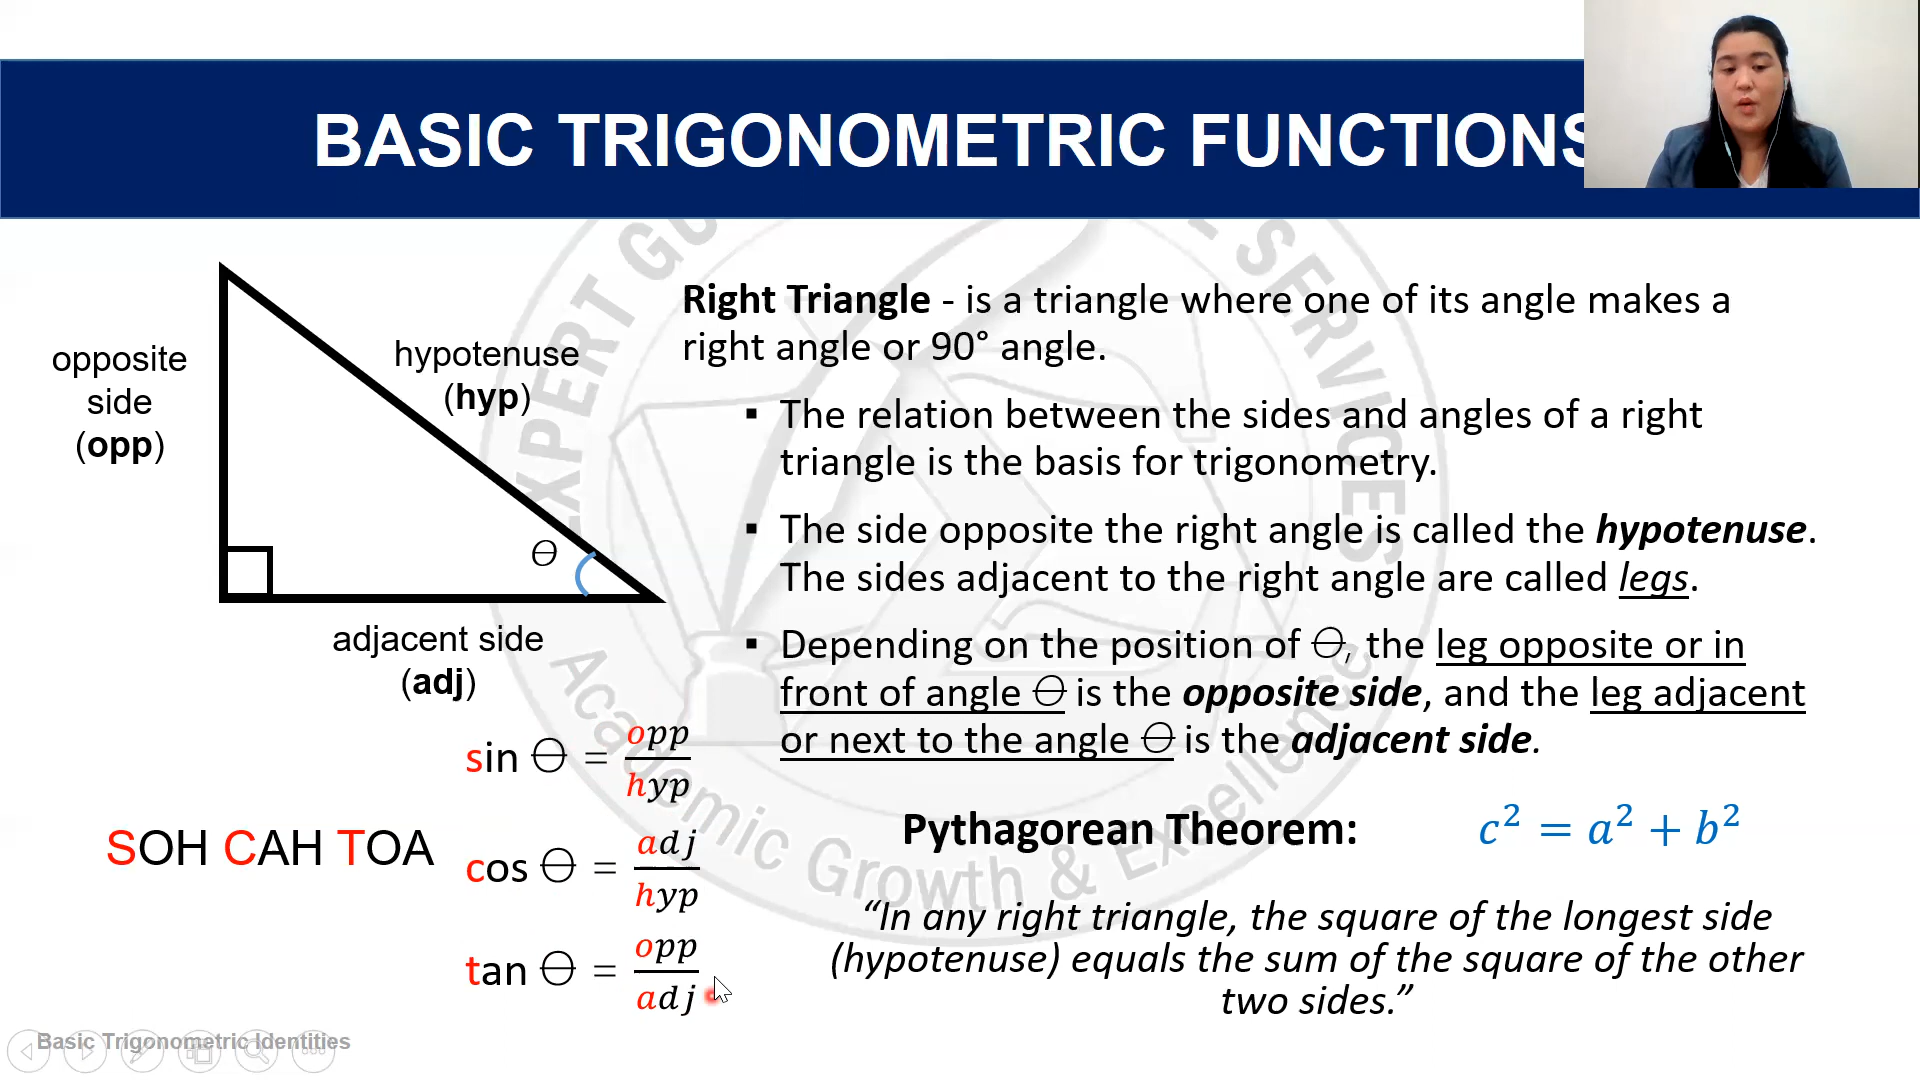 BASIC TRIGONOMETRIC FUNCTIONS
opposite
side
(opp)
hypotenuse
(hyp)
Ɵ
adjacent side
(adj)
Right Triangle - is a triangle where one of its angle makes a
right angle or 90° angle.
▪ The relation between the sides and angles of a right
triangle is the basis for trigonometry.
▪ The side opposite the right angle is called the hypotenuse.
The sides adjacent to the right angle are called legs.
▪ Depending on the position of Ɵ, the leg opposite or in
front of angle Ɵ is the opposite side, and the leg adjacent
or next to the angle Ɵ is the adjacent side.
SOH CAH TOA
sin Ɵ = opp/hyp
cos Ɵ = adj/hyp
tan Ɵ = opp/adj
Pythagorean Theorem: c² = a² + b²
“In any right triangle, the square of the longest side
(hypotenuse) equals the sum of the square of the other
two sides.”
Basic Trigonometric Identities
Academic Growth & Excellence